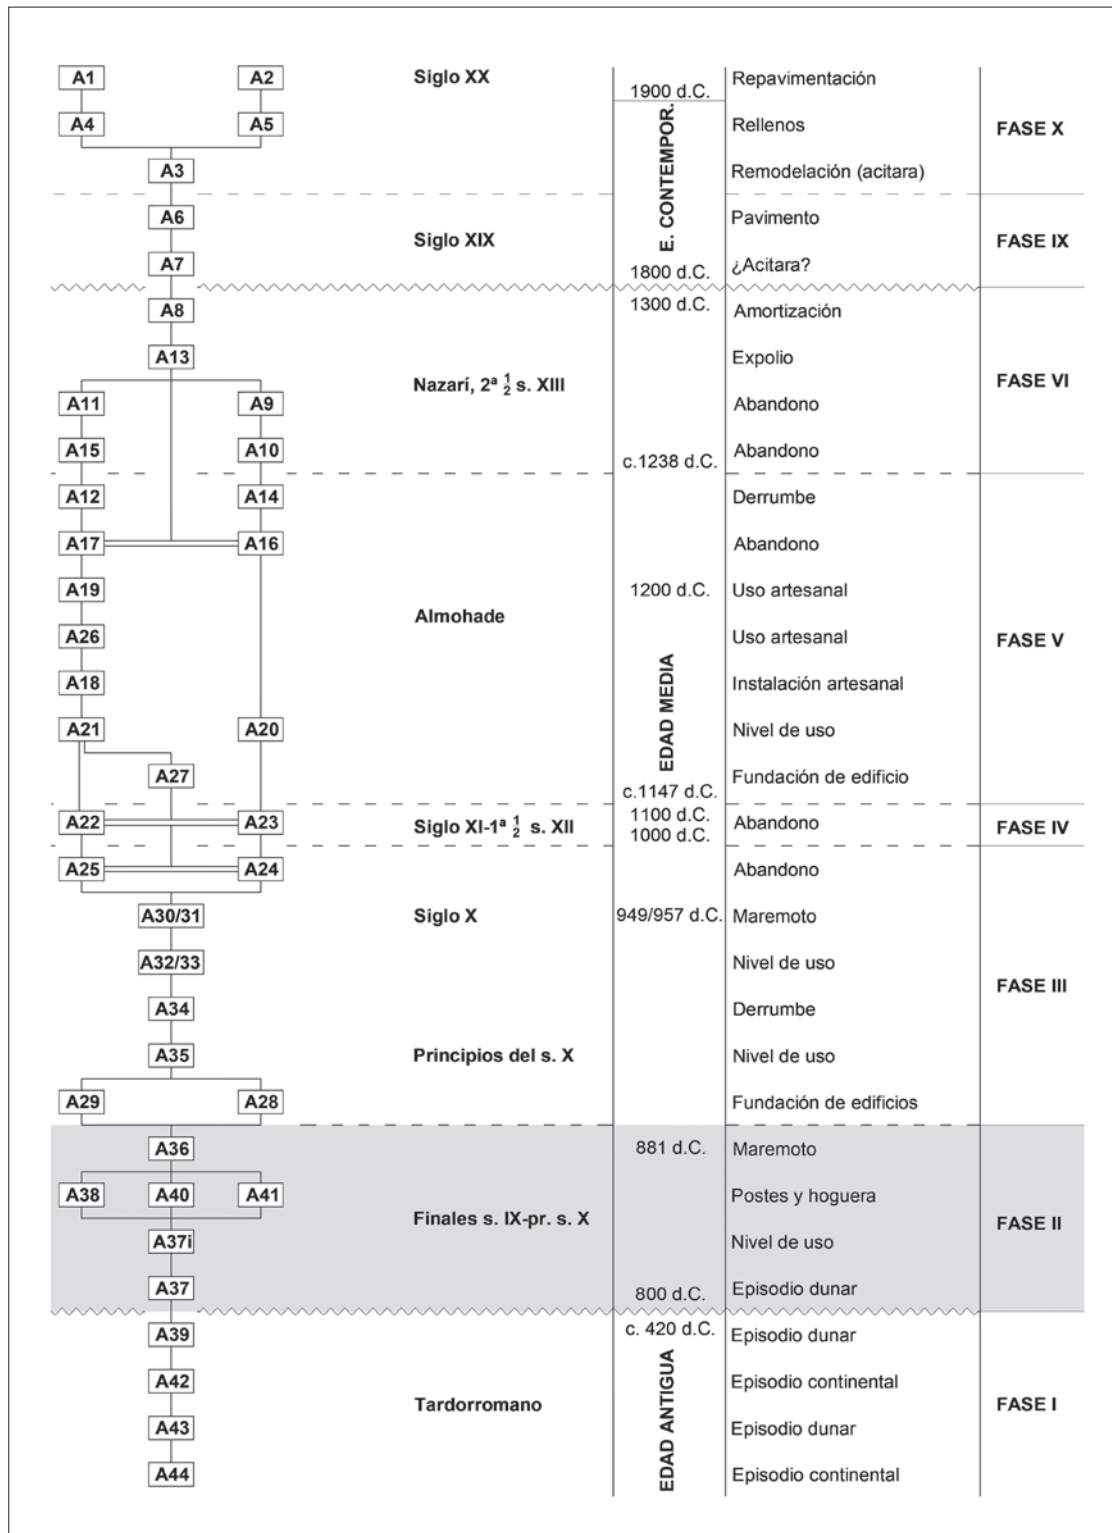 A1 A2 Siglo XX Repavimentación
1900 d.C.
A4 A5 Rellenos FASE X
A3 Remodelación (acitara)
E. CONTEMPOR.
A6 Pavimento
Siglo XIX FASE IX
A7 1800 d.C. ¿Acitara?
A8 1300 d.C. Amortización
A13 Expolio
Nazarí, 2ª 1/2 s. XIII FASE VI
A11 A9 Abandono
A15 A10 c.1238 d.C. Abandono
A12 A14 Derrumbe
A17 A16 Abandono
A19 1200 d.C. Uso artesanal
Almohade
A26 Uso artesanal FASE V
A18 Instalación artesanal
EDAD MEDIA
A21 A20 Nivel de uso
A27 c.1147 d.C. Fundación de edificio
1100 d.C.
A22 A23 Siglo XI-1ª 1/2 s. XII Abandono FASE IV
1000 d.C.
A25 A24 Abandono
A30/31 Siglo X 949/957 d.C. Maremoto
A32/33 Nivel de uso
FASE III
A34 Derrumbe
A35 Principios del s. X Nivel de uso
A29 A28 Fundación de edificios
A36 881 d.C. Maremoto
A38 A40 A41 Postes y hoguera
Finales s. IX-pr. s. X FASE II
A37i Nivel de uso
A37 800 d.C. Episodio dunar
A39 c. 420 d.C. Episodio dunar
A42 Episodio continental
Tardorromano FASE I
EDAD ANTIGUA
A43 Episodio dunar
A44 Episodio continental